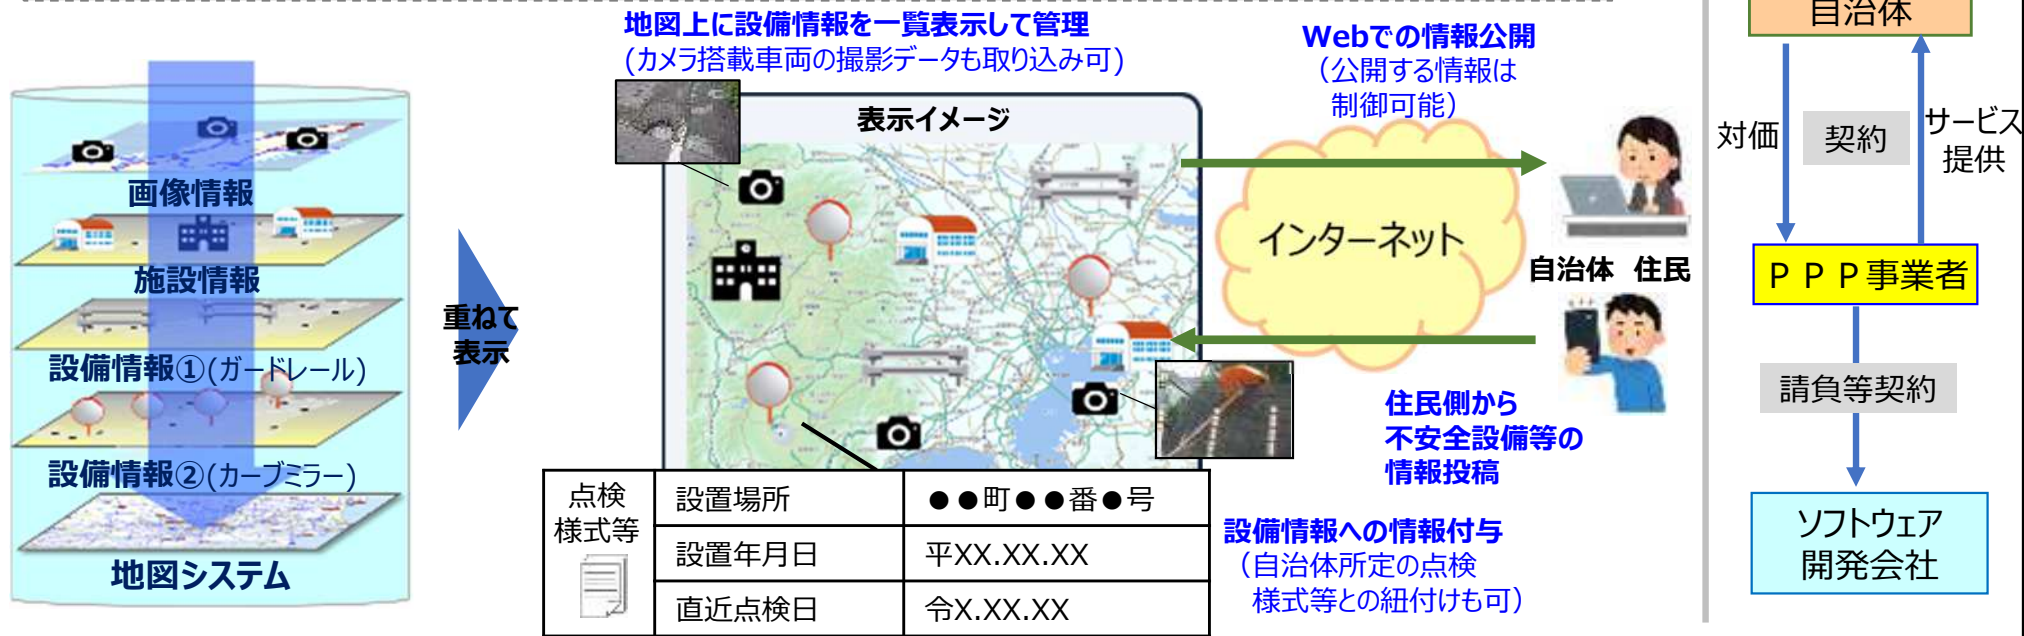 地図上に設備情報を一覧表示して管理
(カメラ搭載車両の撮影データも取り込み可)
画像情報
施設情報
設備情報①(ガードレール)
設備情報②(カーブミラー)
地図システム
重ねて
表示
表示イメージ
点検
様式等
設置場所
●●町●●番●号
設置年月日
平XX.XX.XX
直近点検日
令X.XX.XX
Webでの情報公開
（公開する情報は
制御可能）
インターネット
自治体 住民
住民側から
不安全設備等の
情報投稿
設備情報への情報付与
（自治体所定の点検
様式等との紐付けも可）
自治体
対価
契約
サービス
提供
ＰＰＰ事業者
請負等契約
ソフトウェア
開発会社